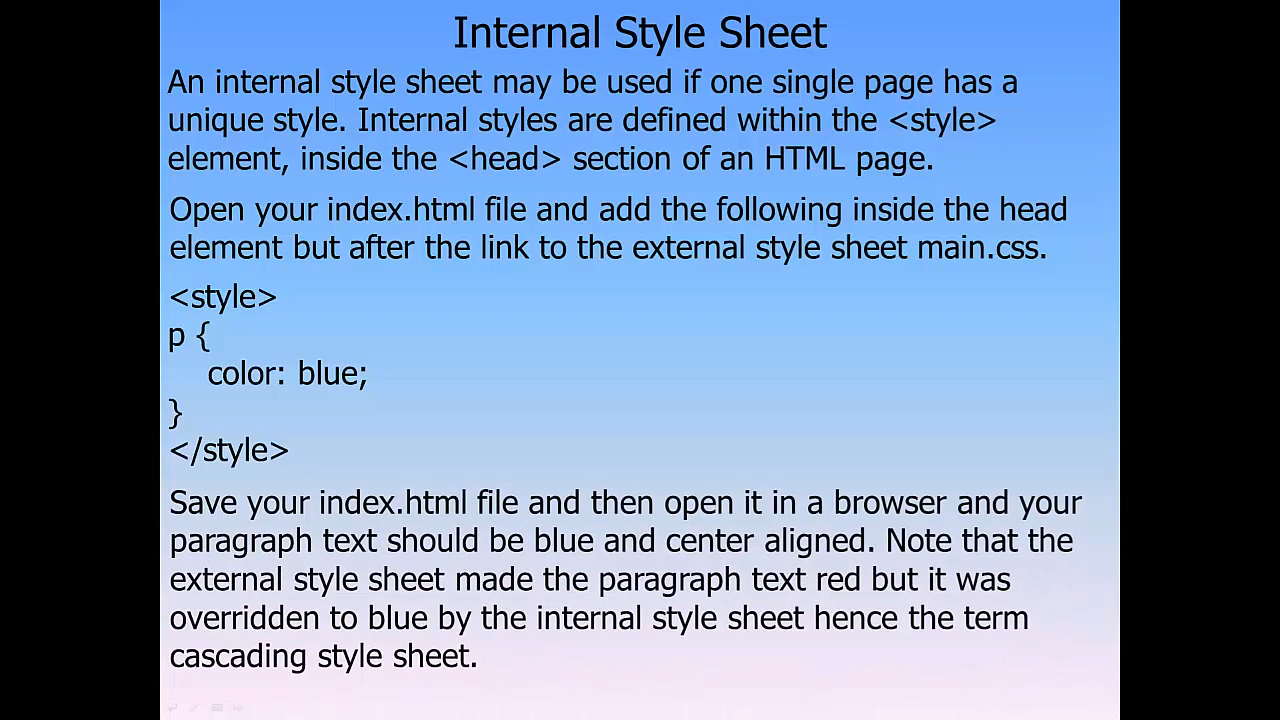 Internal Style Sheet
An internal style sheet may be used if one single page has a
unique style. Internal styles are defined within the <style>
element, inside the <head> section of an HTML page.
Open your index.html file and add the following inside the head
element but after the link to the external style sheet main.css.
<style>
p {
color: blue;
}
</style>
Save your index.html file and then open it in a browser and your
paragraph text should be blue and center aligned. Note that the
external style sheet made the paragraph text red but it was
overridden to blue by the internal style sheet hence the term
cascading style sheet.